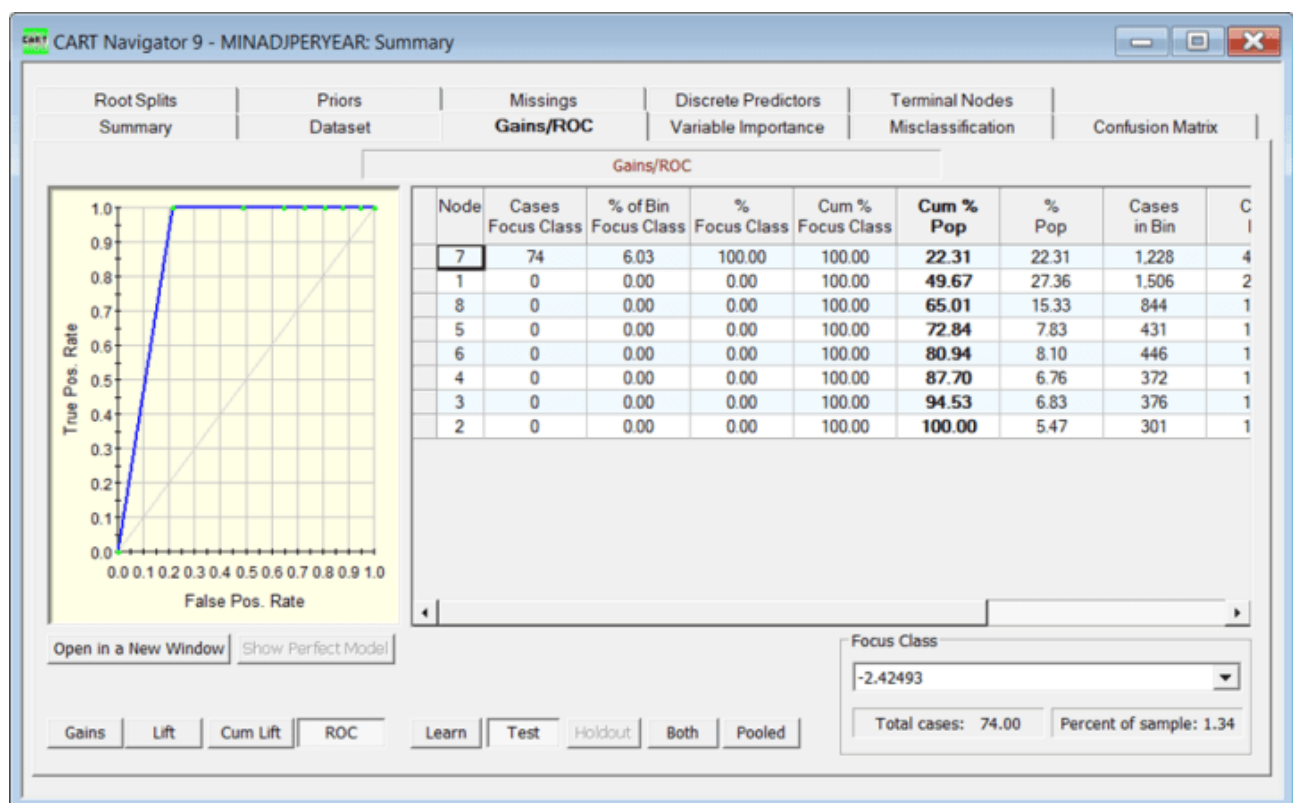 CART Navigator 9 - MINADJPERYEAR: Summary
Root Splits Priors Missings Discrete Predictors Terminal Nodes
Summary Dataset Gains/ROC Variable Importance Misclassification Confusion Matrix
Gains/ROC
1.0
0.9
0.8
0.7
0.6
0.5
0.4
0.3
0.2
0.1
0.0
True Pos. Rate
0.0 0.1 0.2 0.3 0.4 0.5 0.6 0.7 0.8 0.9 1.0
False Pos. Rate
Node Cases % of Bin % Cum % Cum % % Cases C
Focus Class Focus Class Focus Class Focus Class Pop Pop in Bin
7 74 6.03 100.00 100.00 22.31 22.31 1,228 4
1 0 0.00 0.00 100.00 49.67 27.36 1,506 2
8 0 0.00 0.00 100.00 65.01 15.33 844 1
5 0 0.00 0.00 100.00 72.84 7.83 431 1
6 0 0.00 0.00 100.00 80.94 8.10 446 1
4 0 0.00 0.00 100.00 87.70 6.76 372 1
3 0 0.00 0.00 100.00 94.53 6.83 376 1
2 0 0.00 0.00 100.00 100.00 5.47 301 1
Open in a New Window Show Perfect Model
Focus Class
-2.42493
Gains Lift Cum Lift ROC Learn Test Holdout Both Pooled
Total cases: 74.00 Percent of sample: 1.34